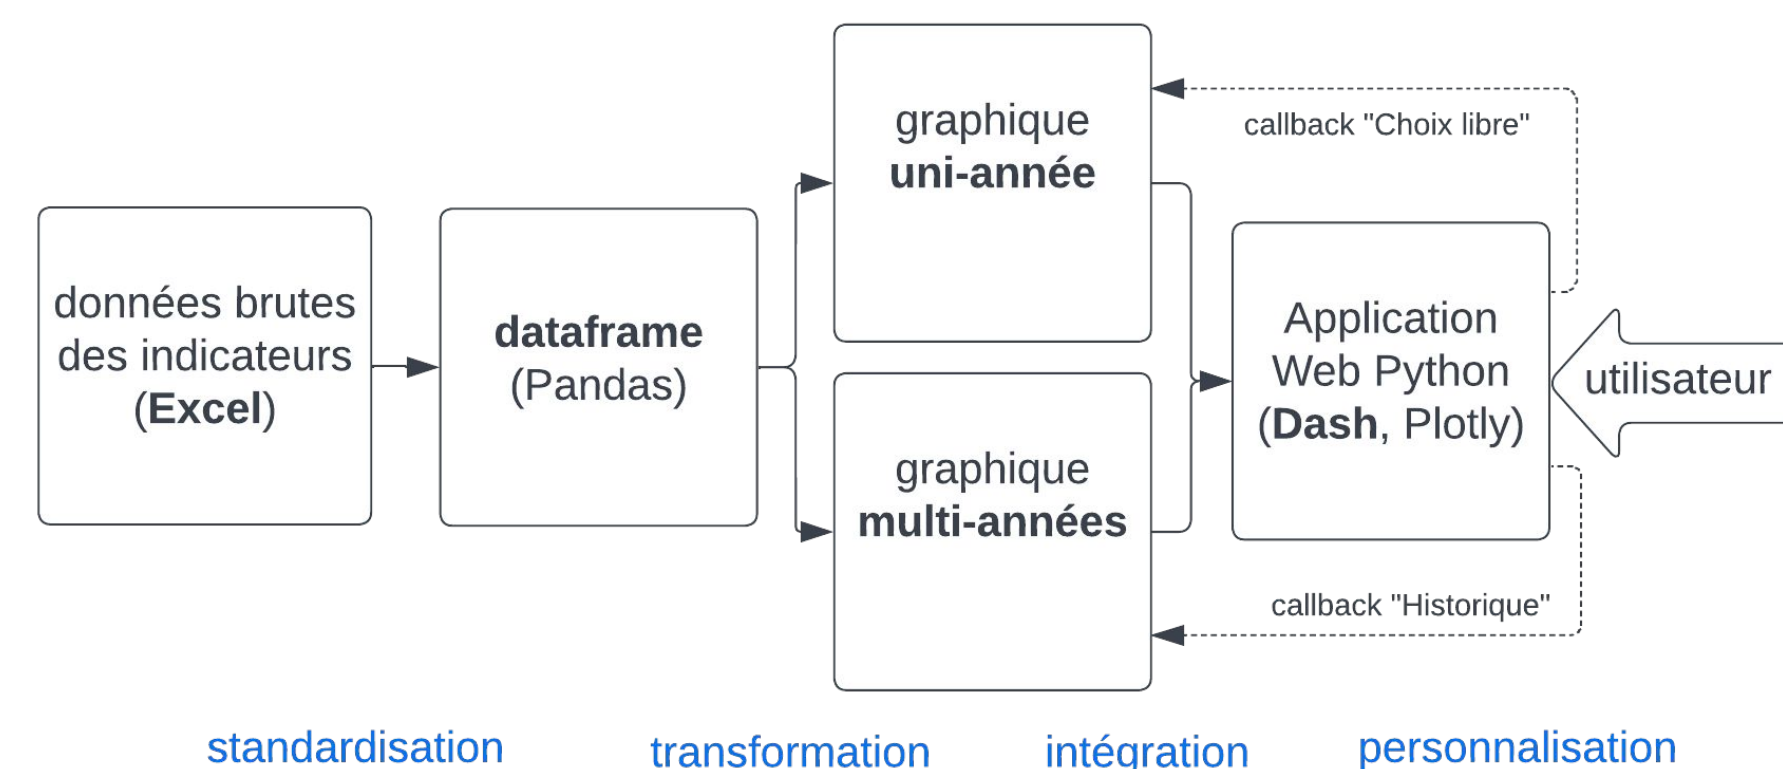 données brutes
des indicateurs
(Excel)
dataframe
(Pandas)
graphique
uni-année
graphique
multi-années
callback "Choix libre"
Application
Web Python
(Dash, Plotly)
utilisateur
callback "Historique"
standardisation
transformation
intégration
personnalisation